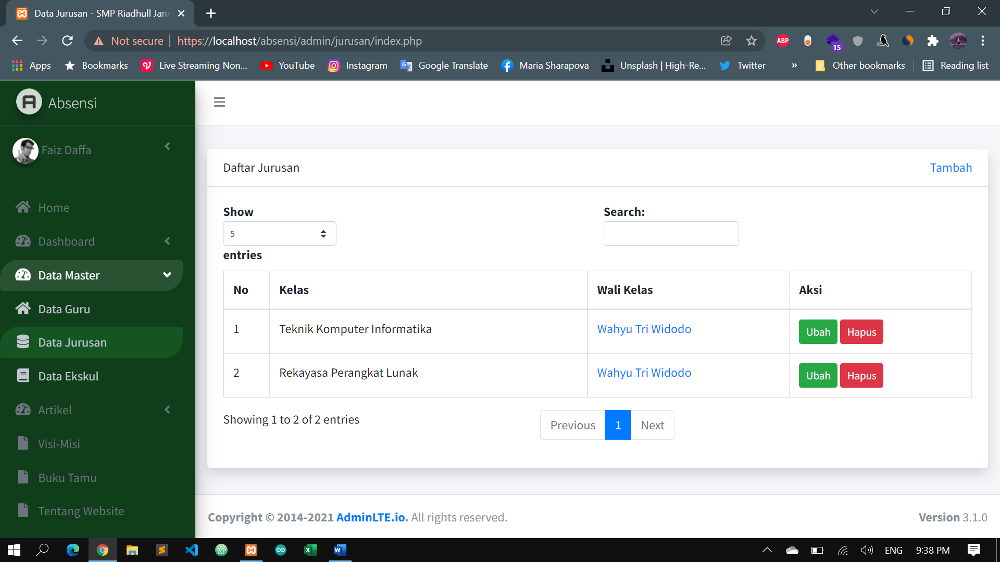 Data Jurusan - SMP Riadhull Jann
Not secure
https://localhost/absensi/admin/jurusan/index.php
ABP
15
Apps
Bookmarks
Live Streaming Non...
YouTube
Instagram
Google Translate
Maria Sharapova
Unsplash | High-Re...
Twitter
»
Other bookmarks
Reading list
A
Absensi
Faiz Daffa
Home
Dashboard
Data Master
Data Guru
Data Jurusan
Data Ekskul
Artikel
Visi-Misi
Buku Tamu
Tentang Website
Daftar Jurusan
Tambah
Show
5
entries
Search:
No Kelas Wali Kelas Aksi
1 Teknik Komputer Informatika Wahyu Tri Widodo Ubah Hapus
2 Rekayasa Perangkat Lunak Wahyu Tri Widodo Ubah Hapus
Showing 1 to 2 of 2 entries
Previous 1 Next
Copyright © 2014-2021 AdminLTE.io. All rights reserved.
Version 3.1.0
ENG
9:38 PM